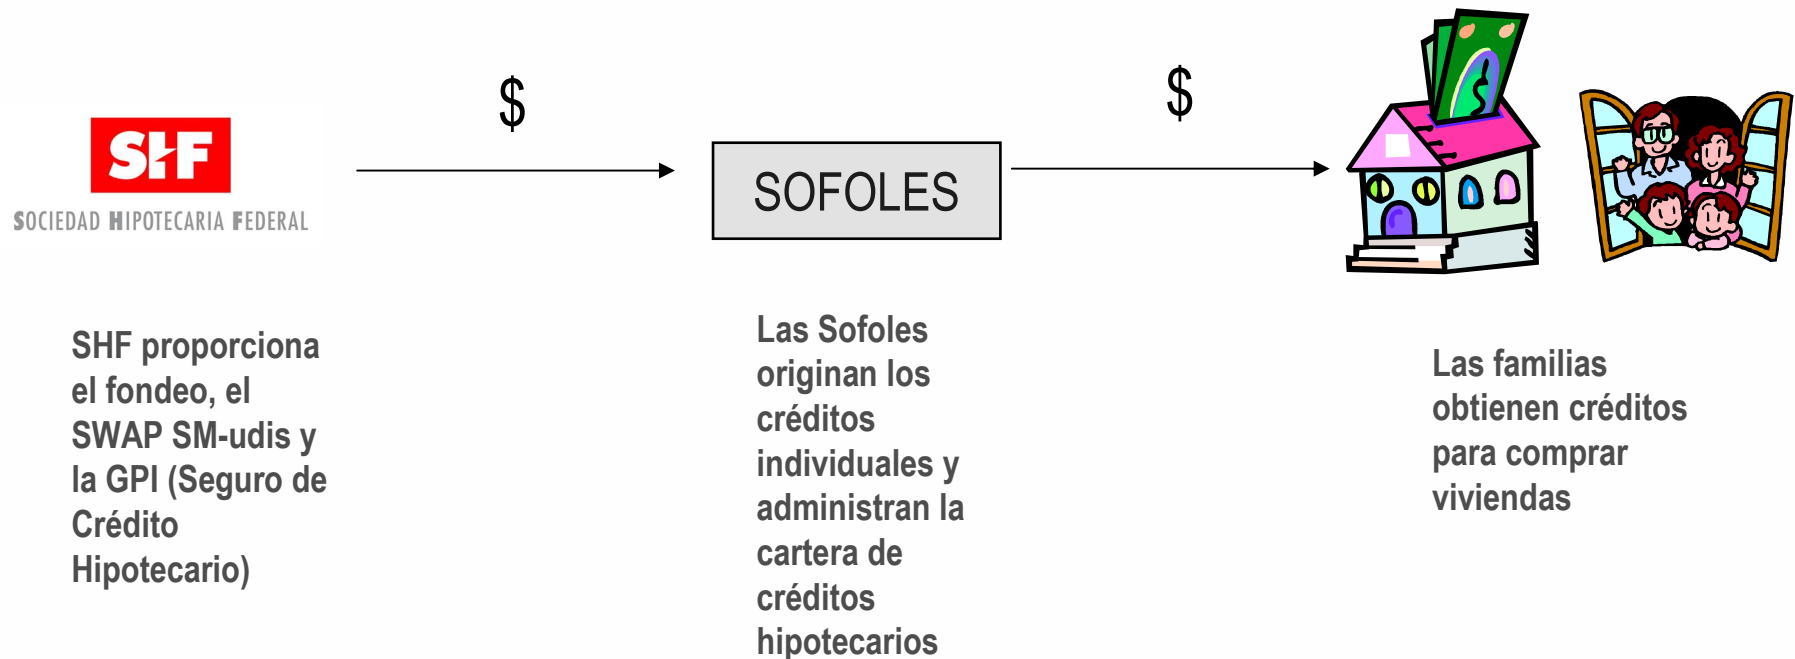 $
$
SHF
SOCIEDAD HIPOTECARIA FEDERAL
SOFOLES
SHF proporciona
el fondeo, el
SWAP SM-udis y
la GPI (Seguro de
Crédito
Hipotecario)
Las Sofoles
originan los
créditos
individuales y
administran la
cartera de
créditos
hipotecarios
Las familias
obtienen créditos
para comprar
viviendas